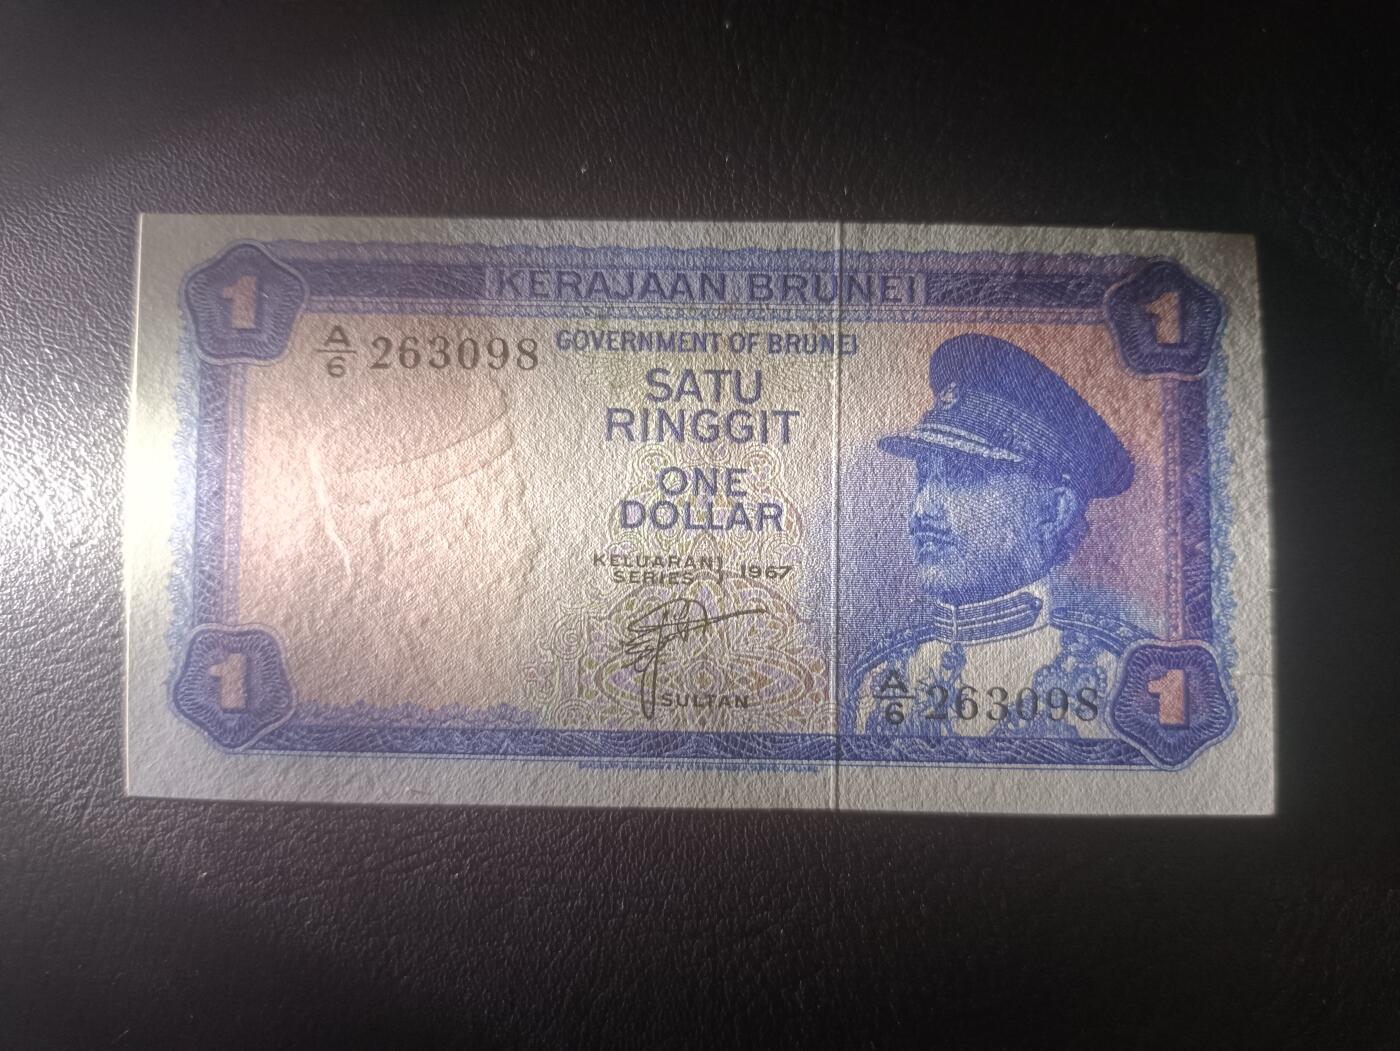 1 KERAJAAN BRUNEI 1
A/6 263098
GOVERNMENT OF BRUNEI
SATU
RINGGIT
ONE
DOLLAR
KELUARAN
SERIES } 1967
SULTAN
A/6 263098
1 1